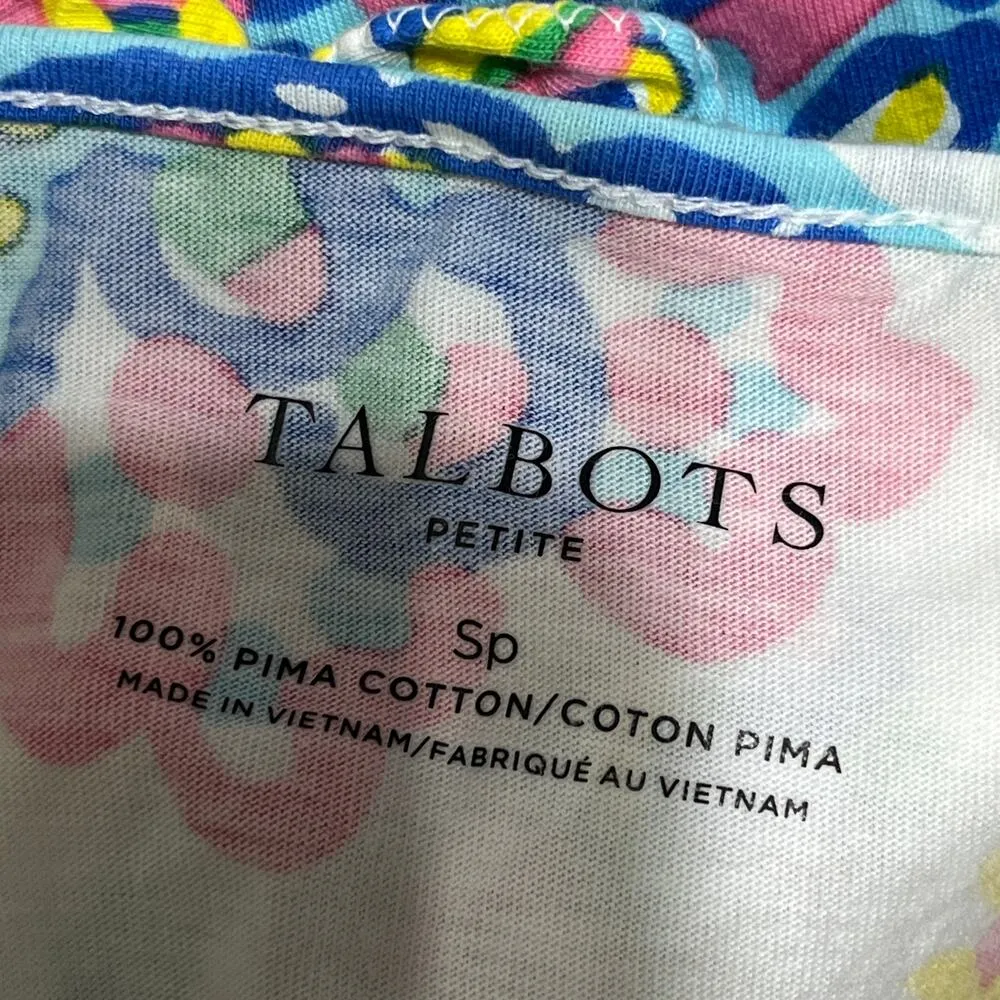 TALBOTS
PETITE
Sp
100% PIMA COTTON/COTON PIMA
MADE IN VIETNAM/FABRIQUÉ AU VIETNAM